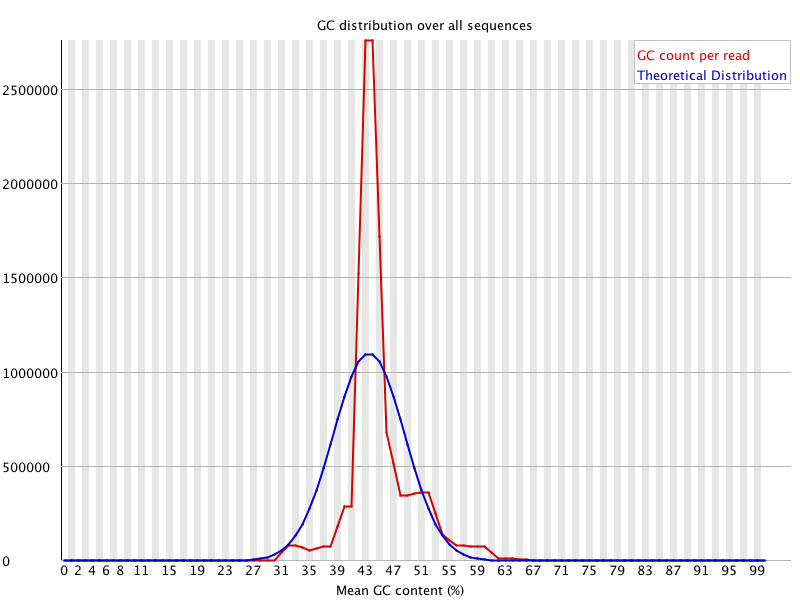 GC distribution over all sequences
GC count per read
Theoretical Distribution
2500000
2000000
1500000
1000000
500000
0
0 2 4 6 8 11 15 19 23 27 31 35 39 43 47 51 55 59 63 67 71 75 79 83 87 91 95 99
Mean GC content (%)